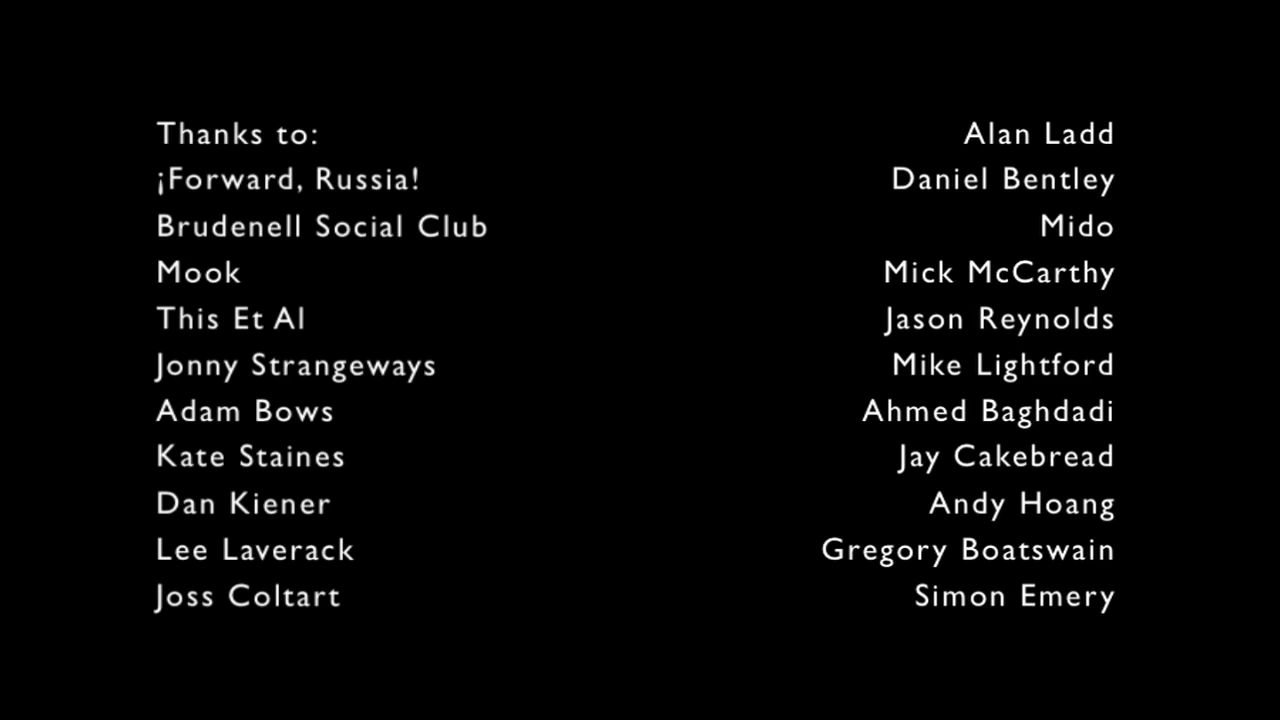 Thanks to:
¡Forward, Russia!
Brudenell Social Club
Mook
This Et Al
Jonny Strangeways
Adam Bows
Kate Staines
Dan Kiener
Lee Laverack
Joss Coltart
Alan Ladd
Daniel Bentley
Mido
Mick McCarthy
Jason Reynolds
Mike Lightford
Ahmed Baghdadi
Jay Cakebread
Andy Hoang
Gregory Boatswain
Simon Emery